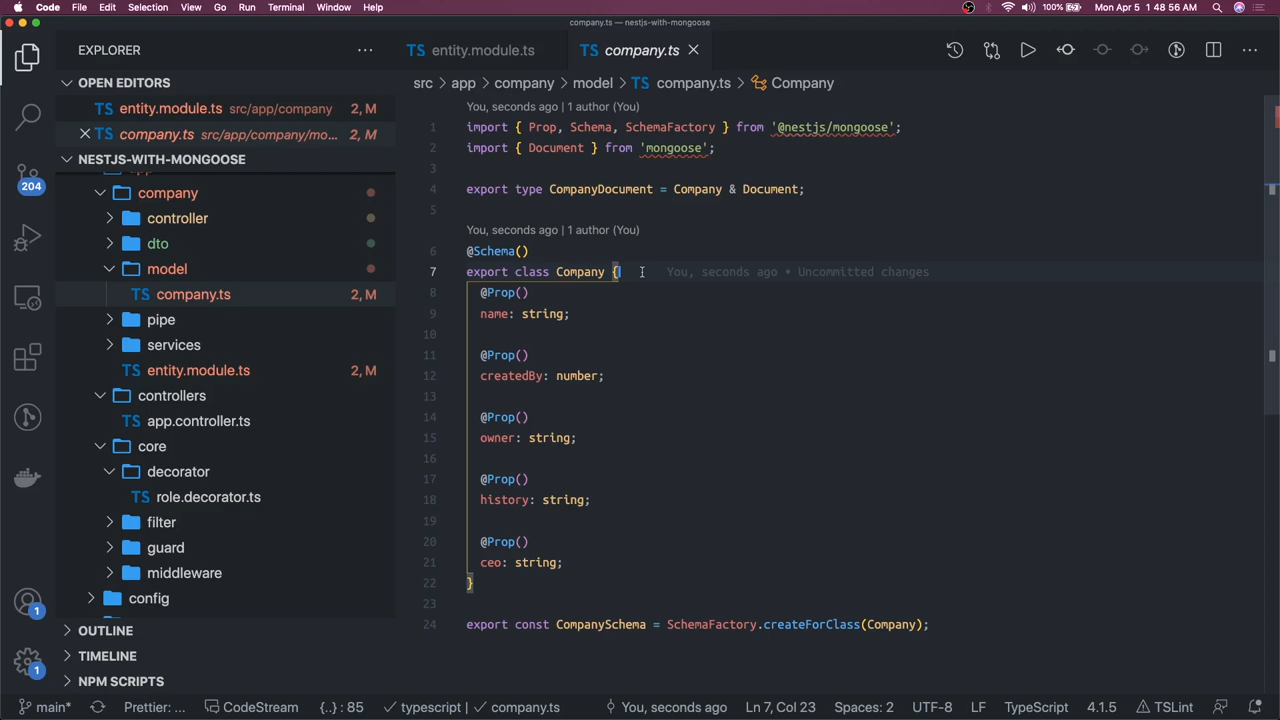 Code File Edit Selection View Go Run Terminal Window Help 100% Mon Apr 5 1:48:56 AM
company.ts — nestjs-with-mongoose
EXPLORER
OPEN EDITORS
TS entity.module.ts src/app/company 2, M
TS company.ts src/app/company/mo... 2, M
NESTJS-WITH-MONGOOSE
company
controller
dto
model
TS company.ts 2, M
pipe
services
TS entity.module.ts 2, M
controllers
TS app.controller.ts
core
decorator
TS role.decorator.ts
filter
guard
middleware
config
OUTLINE
TIMELINE
NPM SCRIPTS
204
1
1
TS entity.module.ts TS company.ts
src > app > company > model > TS company.ts > Company
You, seconds ago | 1 author (You)
1 import { Prop, Schema, SchemaFactory } from '@nestjs/mongoose';
2 import { Document } from 'mongoose';
3
4 export type CompanyDocument = Company & Document;
5
You, seconds ago | 1 author (You)
6 @Schema()
7 export class Company { You, seconds ago • Uncommitted changes
8 @Prop()
9 name: string;
10
11 @Prop()
12 createdBy: number;
13
14 @Prop()
15 owner: string;
16
17 @Prop()
18 history: string;
19
20 @Prop()
21 ceo: string;
22 }
23
24 export const CompanySchema = SchemaFactory.createForClass(Company);
main* Prettier: ... CodeStream {..} : 85 typescript company.ts You, seconds ago Ln 7, Col 23 Spaces: 2 UTF-8 LF TypeScript 4.1.5 TSLint